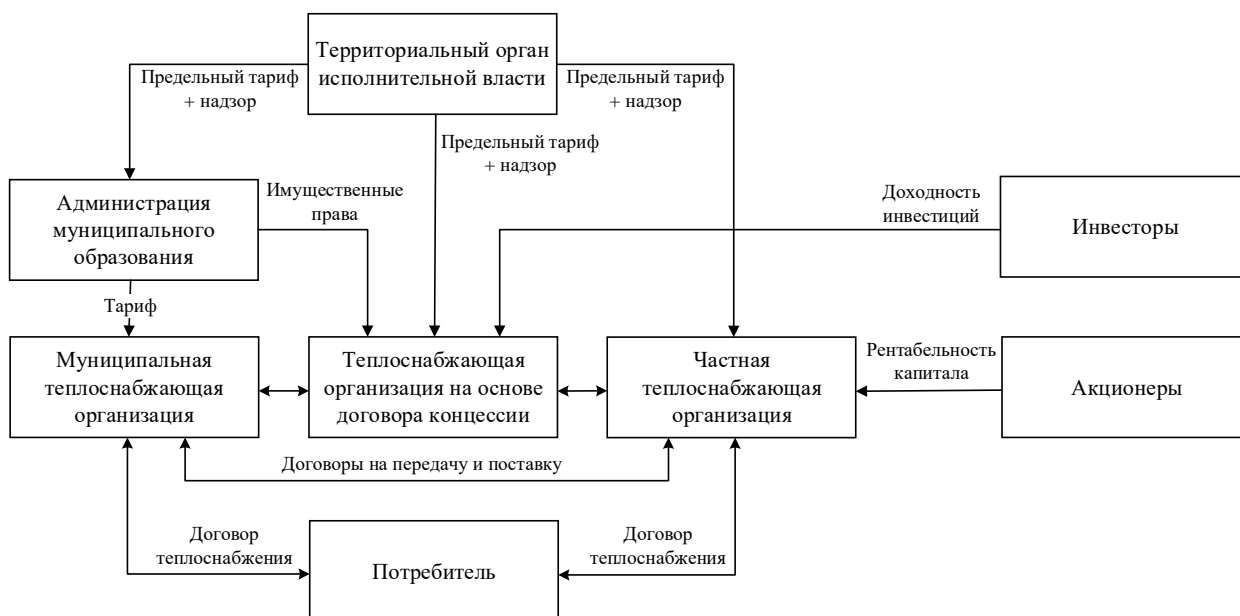 Территориальный орган
исполнительной власти
Предельный тариф
+ надзор
Предельный тариф
+ надзор
Предельный тариф
+ надзор
Администрация
муниципального
образования
Имущественные
права
Доходность
инвестиций
Инвесторы
Тариф
Муниципальная
теплоснабжающая
организация
Теплоснабжающая
организация на основе
договора концессии
Частная
теплоснабжающая
организация
Рентабельность
капитала
Акционеры
Договоры на передачу и поставку
Договор
теплоснабжения
Потребитель
Договор
теплоснабжения